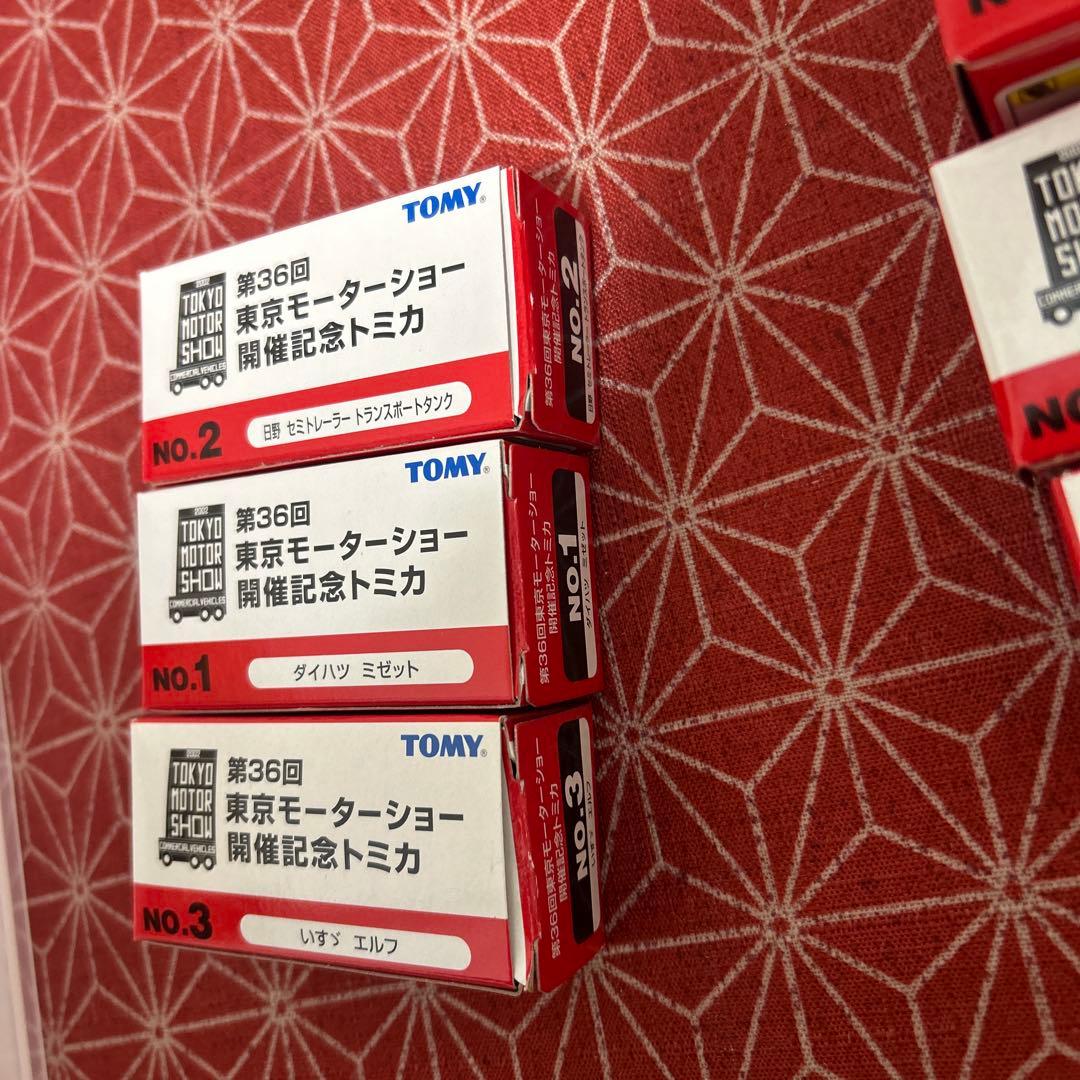 TOMY®
2002
TOKYO
MOTOR
SHOW
COMMERCIAL VEHICLES
第36回
東京モーターショー
開催記念トミカ
NO.2
日野 セミトレーラー トランスポートタンク
第36回東京モーターショー
開催記念トミカ
NO.2
TOMY®
2002
TOKYO
MOTOR
SHOW
COMMERCIAL VEHICLES
第36回
東京モーターショー
開催記念トミカ
NO.1
ダイハツ ミゼット
第36回東京モーターショー
開催記念トミカ
NO.1
ダイハツ ミゼット
TOMY®
2002
TOKYO
MOTOR
SHOW
COMMERCIAL VEHICLES
第36回
東京モーターショー
開催記念トミカ
NO.3
いすゞ エルフ
第36回東京モーターショー
開催記念トミカ
NO.3
いすゞ エルフ